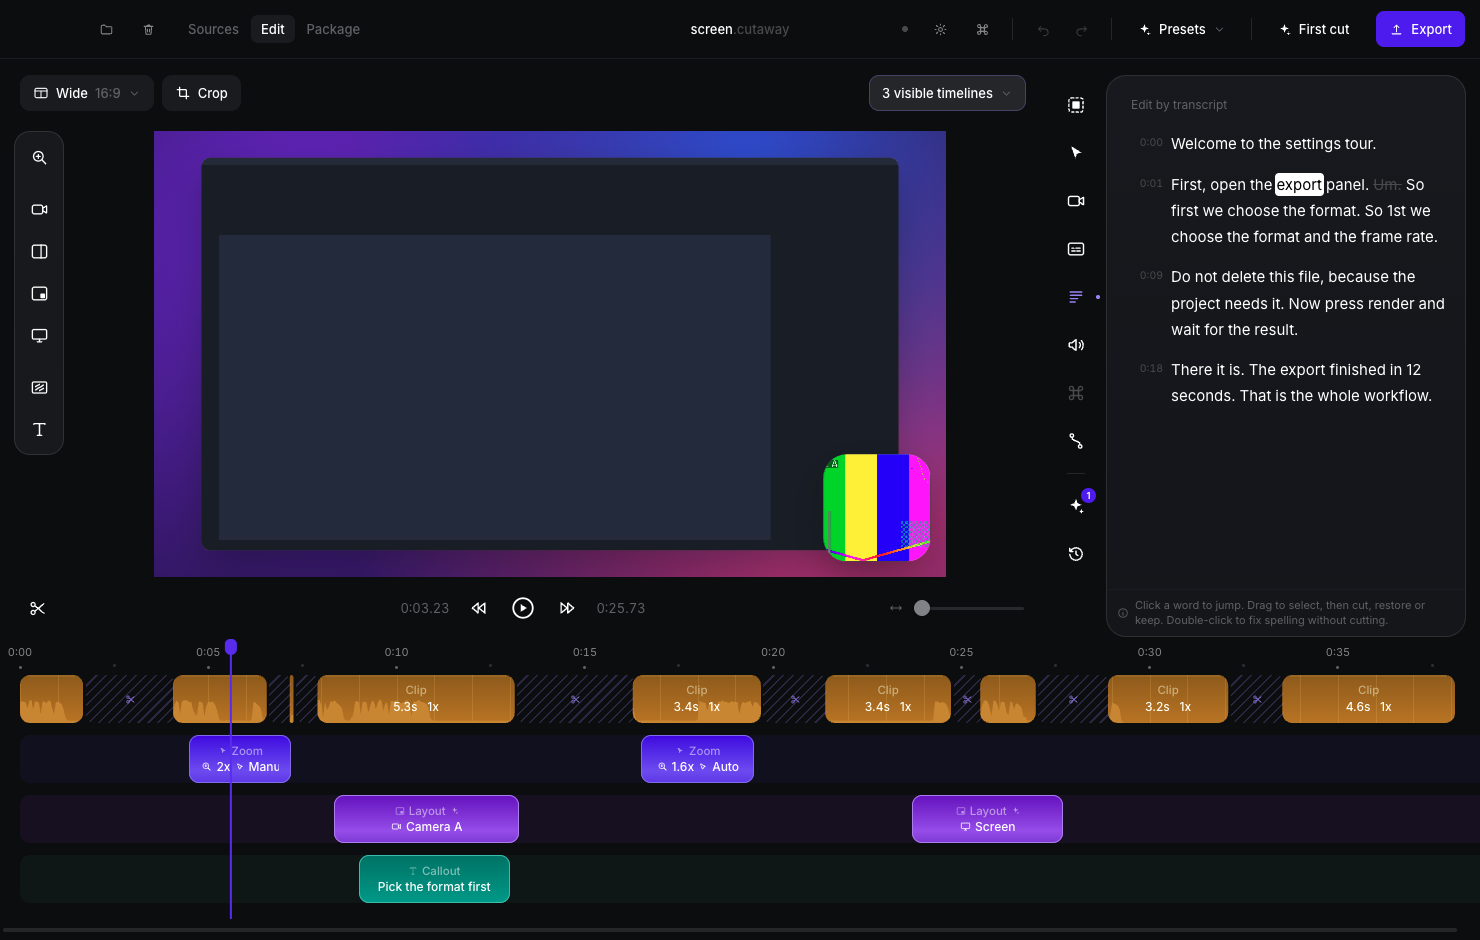 Sources Edit Package
screen.cutaway
Presets
First cut
Export
Wide 16:9
Crop
3 visible timelines
Edit by transcript
0:00 Welcome to the settings tour.
0:01 First, open the export panel. Um. So
first we choose the format. So 1st we
choose the format and the frame rate.
0:09 Do not delete this file, because the
project needs it. Now press render and
wait for the result.
0:18 There it is. The export finished in 12
seconds. That is the whole workflow.
1
A
Click a word to jump. Drag to select, then cut, restore or
keep. Double-click to fix spelling without cutting.
0:03.23
0:25.73
0:00 0:05 0:10 0:15 0:20 0:25 0:30 0:35
Clip Clip Clip Clip Clip
5.3s 1x 3.4s 1x 3.4s 1x 3.2s 1x 4.6s 1x
Zoom Zoom
2x Manu 1.6x Auto
Layout Layout
Camera A Screen
Callout
Pick the format first